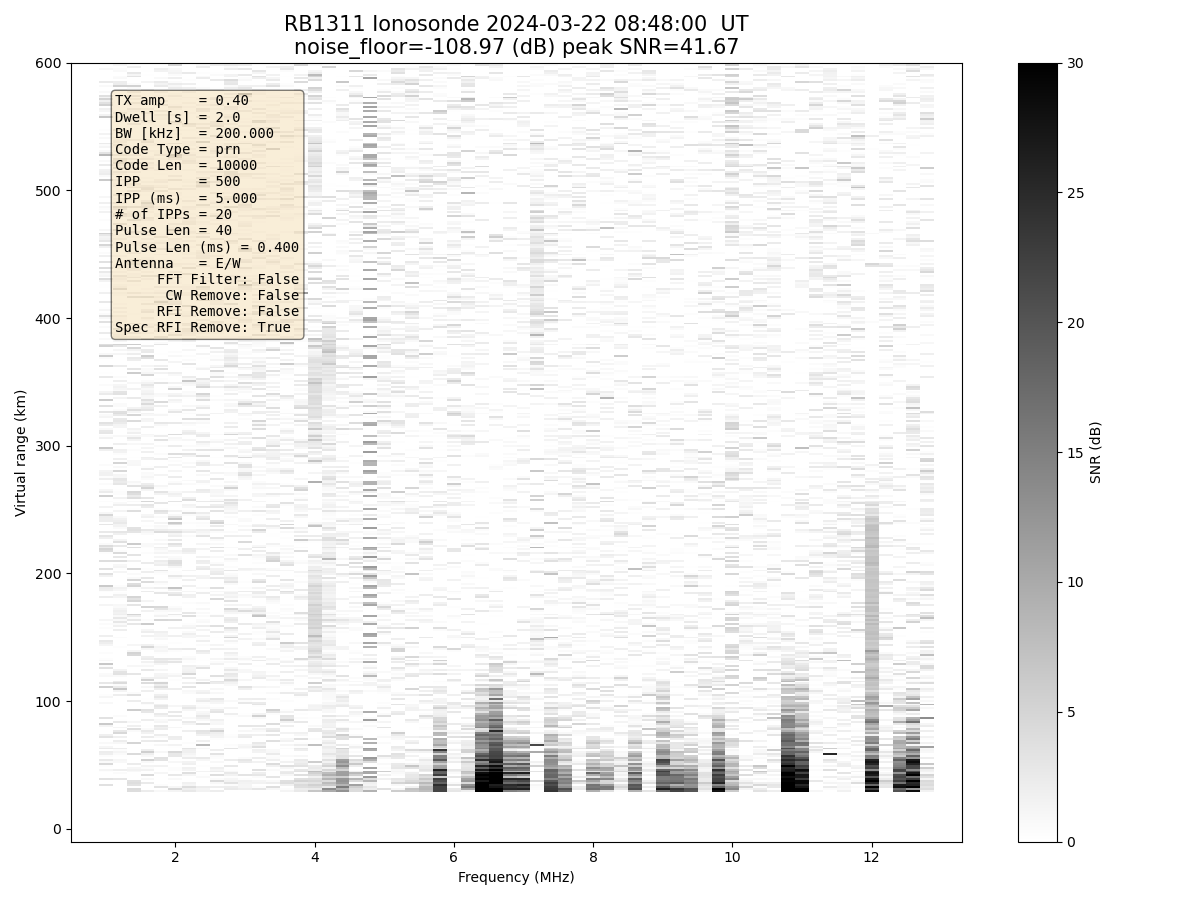 RB1311 Ionosonde 2024-03-22 08:48:00  UT
noise_floor=-108.97 (dB) peak SNR=41.67
600
500
400
300
200
100
0
Virtual range (km)
TX amp    = 0.40
Dwell [s] = 2.0
BW [kHz]  = 200.000
Code Type = prn
Code Len  = 10000
IPP       = 500
IPP (ms)  = 5.000
# of IPPs = 20
Pulse Len = 40
Pulse Len (ms) = 0.400
Antenna   = E/W
FFT Filter: False
CW Remove: False
RFI Remove: False
Spec RFI Remove: True
2 4 6 8 10 12
Frequency (MHz)
30
25
20
15
10
5
0
SNR (dB)